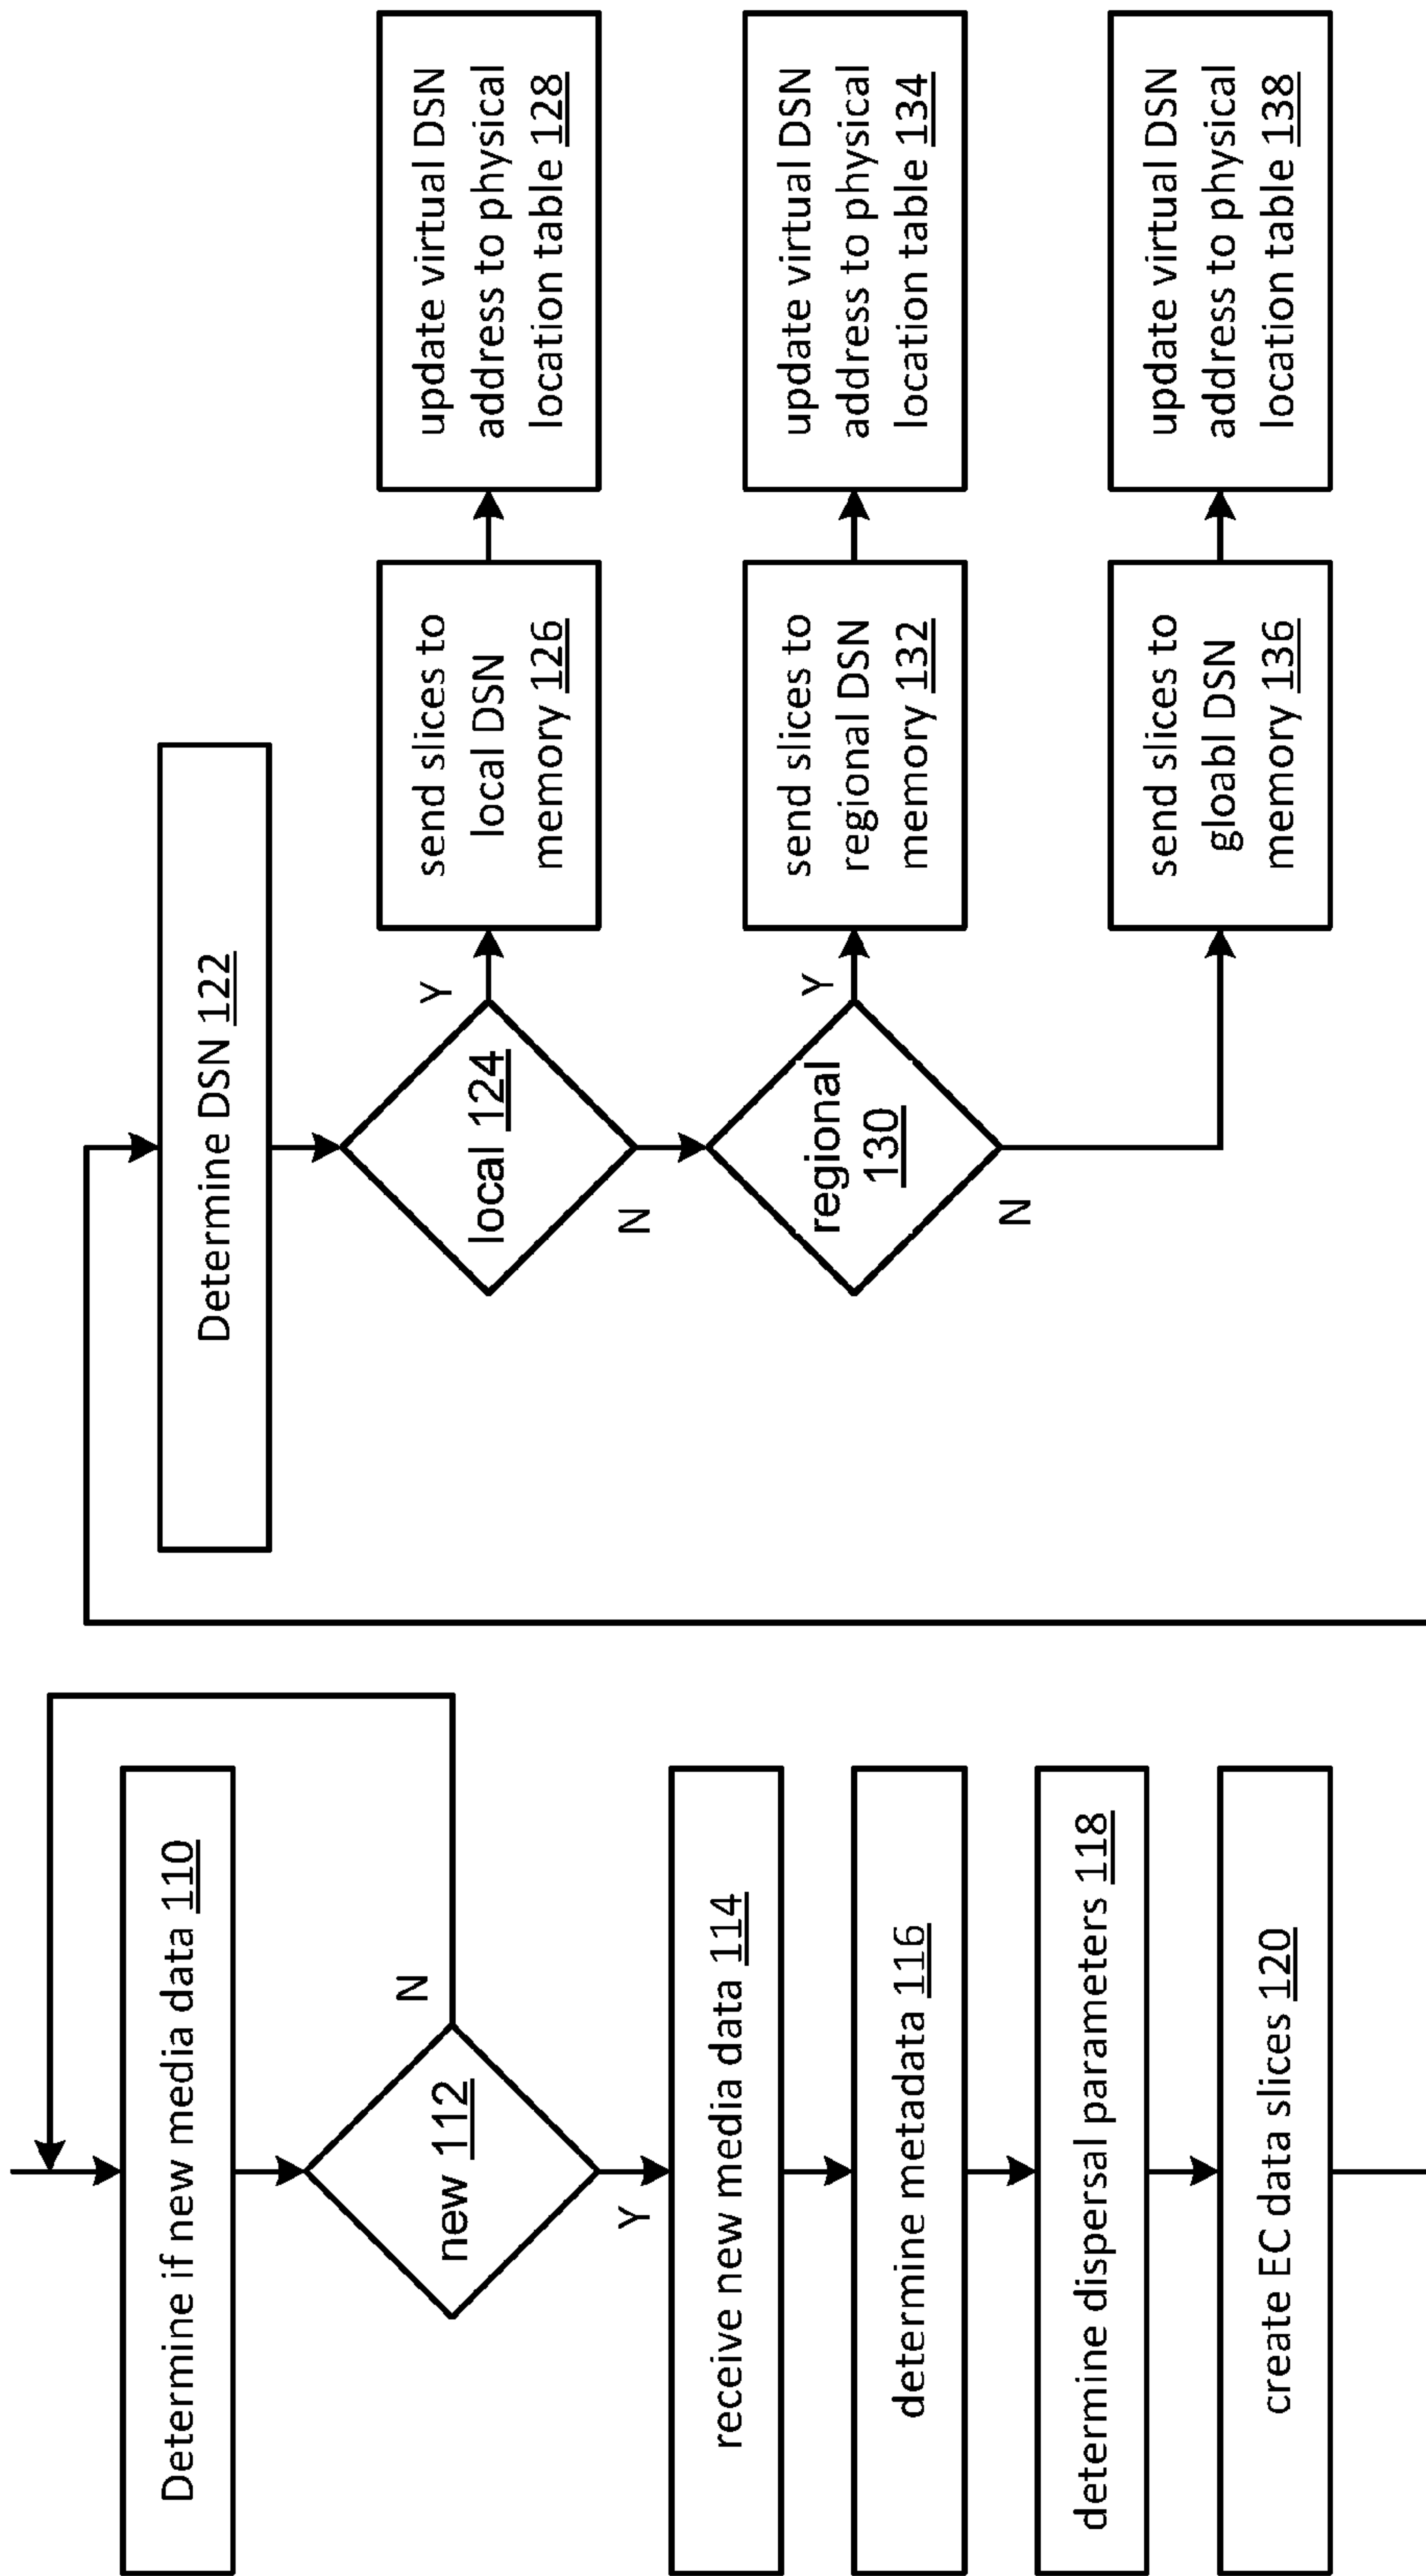 Determine if new media data 110
new 112
N
Y
receive new media data 114
determine metadata 116
determine dispersal parameters 118
create EC data slices 120
Determine DSN 122
local 124
Y
N
send slices to
local DSN
memory 126
update virtual DSN
address to physical
location table 128
regional
130
Y
N
send slices to
regional DSN
memory 132
update virtual DSN
address to physical
location table 134
send slices to
gloabl DSN
memory 136
update virtual DSN
address to physical
location table 138